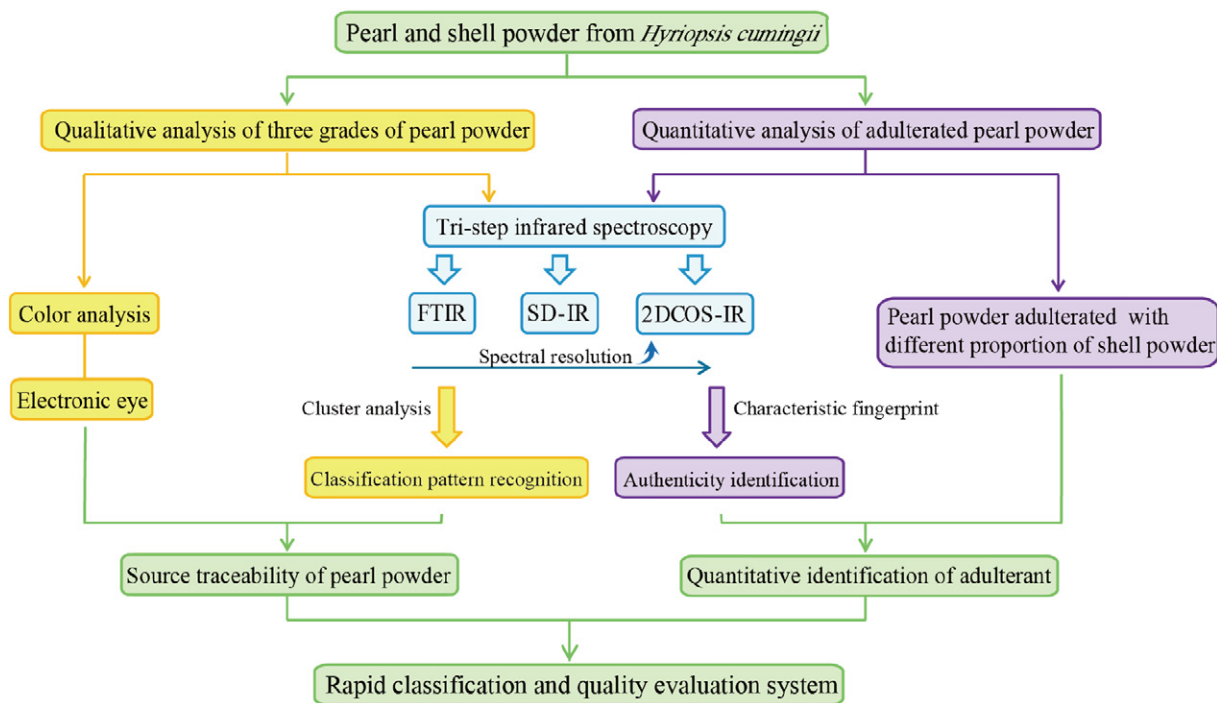 Pearl and shell powder from Hyriopsis cumingii
Qualitative analysis of three grades of pearl powder
Quantitative analysis of adulterated pearl powder
Tri-step infrared spectroscopy
FTIR
SD-IR
2DCOS-IR
Color analysis
Pearl powder adulterated with
different proportion of shell powder
Spectral resolution
Electronic eye
Cluster analysis
Characteristic fingerprint
Classification pattern recognition
Authenticity identification
Source traceability of pearl powder
Quantitative identification of adulterant
Rapid classification and quality evaluation system